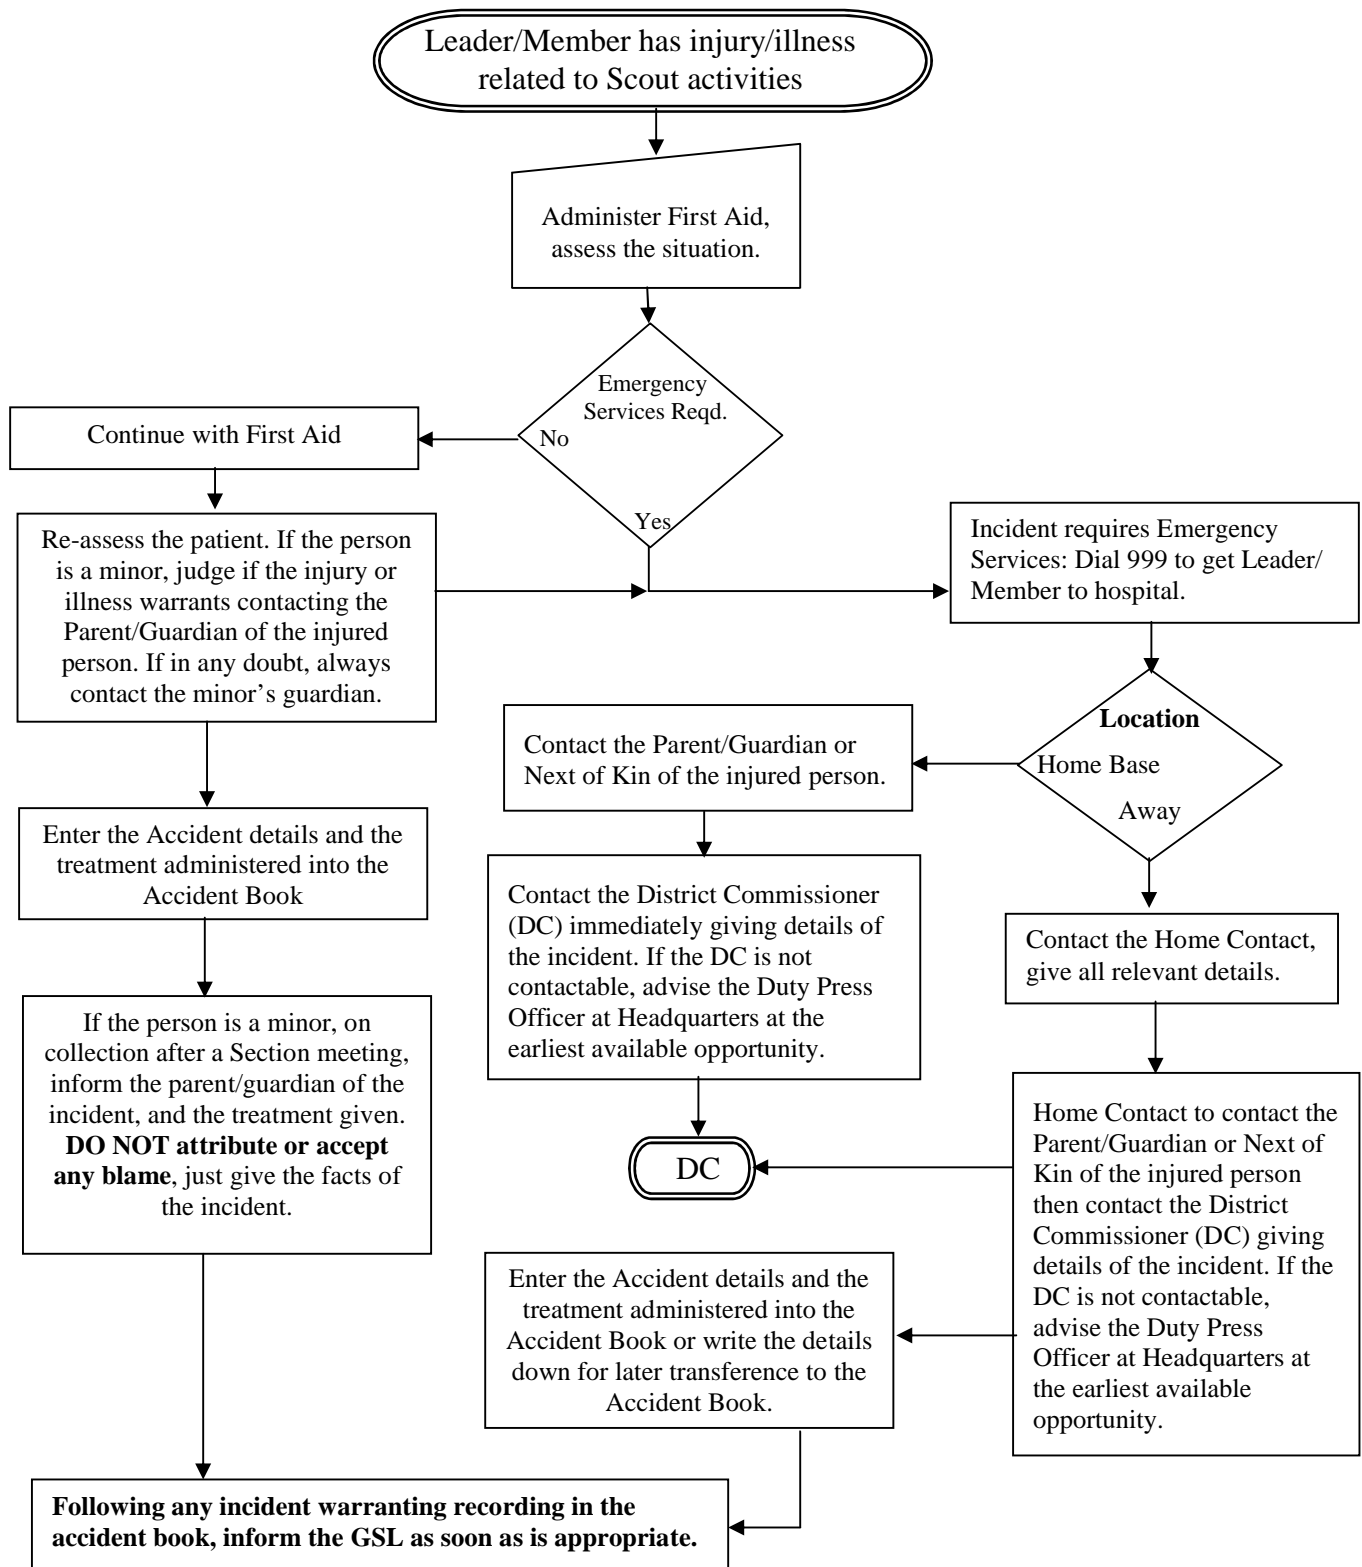 Leader/Member has injury/illness
related to Scout activities
Administer First Aid,
assess the situation.
Emergency
Services Reqd.
No
Yes
Continue with First Aid
Re-assess the patient. If the person
is a minor, judge if the injury or
illness warrants contacting the
Parent/Guardian of the injured
person. If in any doubt, always
contact the minor’s guardian.
Enter the Accident details and the
treatment administered into the
Accident Book
If the person is a minor, on
collection after a Section meeting,
inform the parent/guardian of the
incident, and the treatment given.
DO NOT attribute or accept
any blame, just give the facts of
the incident.
Incident requires Emergency
Services: Dial 999 to get Leader/
Member to hospital.
Location
Home Base
Away
Contact the Parent/Guardian or
Next of Kin of the injured person.
Contact the District Commissioner
(DC) immediately giving details of
the incident. If the DC is not
contactable, advise the Duty Press
Officer at Headquarters at the
earliest available opportunity.
DC
Contact the Home Contact,
give all relevant details.
Home Contact to contact the
Parent/Guardian or Next of
Kin of the injured person
then contact the District
Commissioner (DC) giving
details of the incident. If the
DC is not contactable,
advise the Duty Press
Officer at Headquarters at
the earliest available
opportunity.
Enter the Accident details and the
treatment administered into the
Accident Book or write the details
down for later transference to the
Accident Book.
Following any incident warranting recording in the
accident book, inform the GSL as soon as is appropriate.